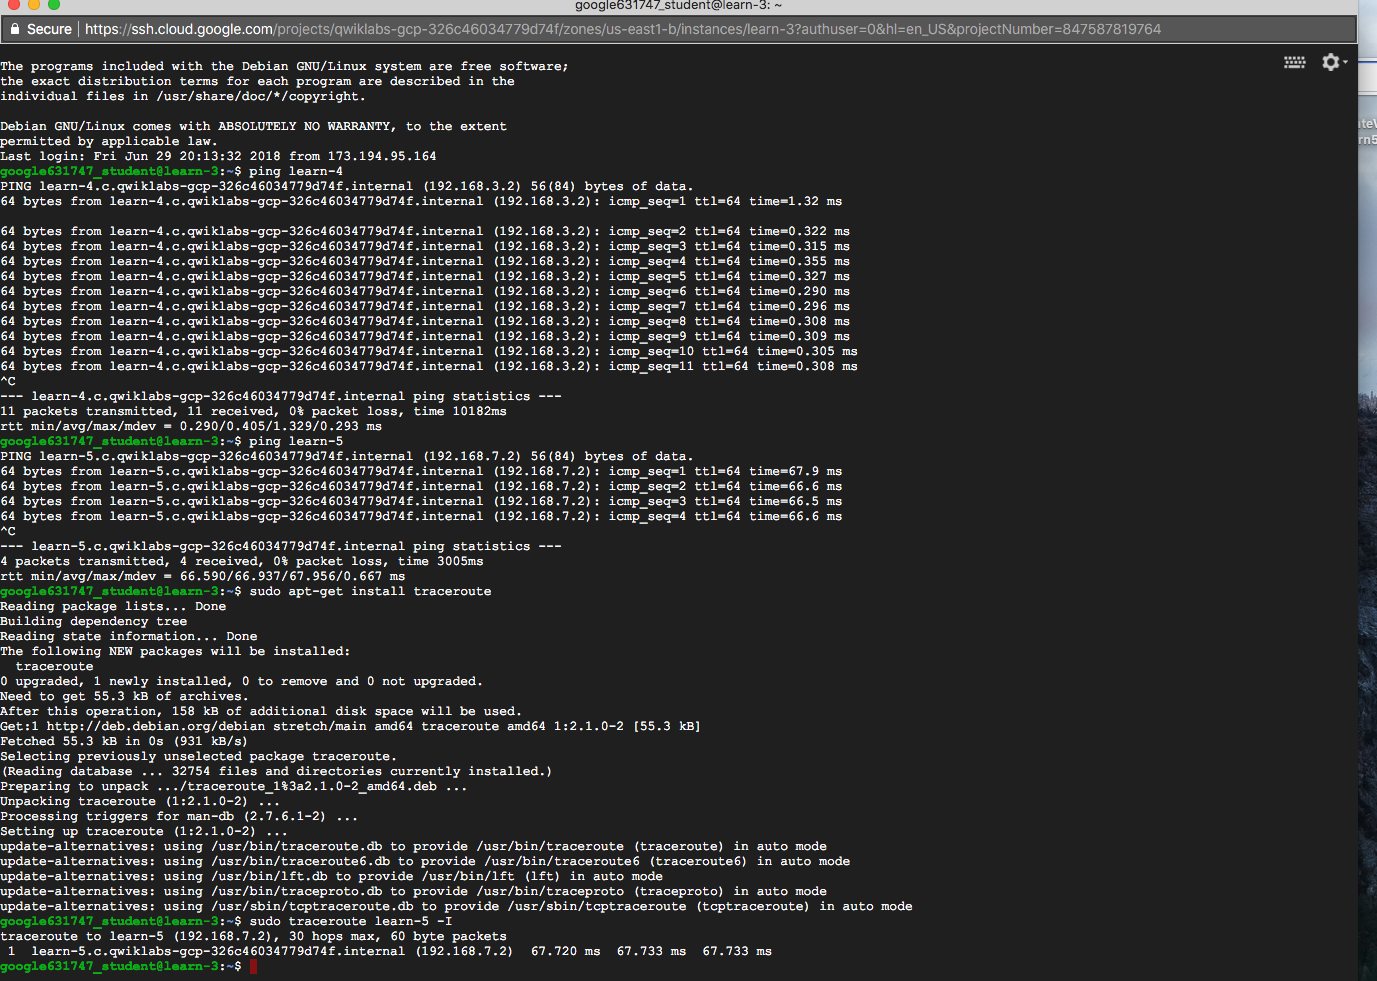 google631747_student@learn-3: ~
Secure | https://ssh.cloud.google.com/projects/qwiklabs-gcp-326c46034779d74f/zones/us-east1-b/instances/learn-3?authuser=0&hl=en_US&projectNumber=847587819764
The programs included with the Debian GNU/Linux system are free software;
the exact distribution terms for each program are described in the
individual files in /usr/share/doc/*/copyright.
Debian GNU/Linux comes with ABSOLUTELY NO WARRANTY, to the extent
permitted by applicable law.
Last login: Fri Jun 29 20:13:32 2018 from 173.194.95.164
google631747_student@learn-3:~$ ping learn-4
PING learn-4.c.qwiklabs-gcp-326c46034779d74f.internal (192.168.3.2) 56(84) bytes of data.
64 bytes from learn-4.c.qwiklabs-gcp-326c46034779d74f.internal (192.168.3.2): icmp_seq=1 ttl=64 time=1.32 ms
64 bytes from learn-4.c.qwiklabs-gcp-326c46034779d74f.internal (192.168.3.2): icmp_seq=2 ttl=64 time=0.322 ms
64 bytes from learn-4.c.qwiklabs-gcp-326c46034779d74f.internal (192.168.3.2): icmp_seq=3 ttl=64 time=0.315 ms
64 bytes from learn-4.c.qwiklabs-gcp-326c46034779d74f.internal (192.168.3.2): icmp_seq=4 ttl=64 time=0.355 ms
64 bytes from learn-4.c.qwiklabs-gcp-326c46034779d74f.internal (192.168.3.2): icmp_seq=5 ttl=64 time=0.327 ms
64 bytes from learn-4.c.qwiklabs-gcp-326c46034779d74f.internal (192.168.3.2): icmp_seq=6 ttl=64 time=0.290 ms
64 bytes from learn-4.c.qwiklabs-gcp-326c46034779d74f.internal (192.168.3.2): icmp_seq=7 ttl=64 time=0.296 ms
64 bytes from learn-4.c.qwiklabs-gcp-326c46034779d74f.internal (192.168.3.2): icmp_seq=8 ttl=64 time=0.308 ms
64 bytes from learn-4.c.qwiklabs-gcp-326c46034779d74f.internal (192.168.3.2): icmp_seq=9 ttl=64 time=0.309 ms
64 bytes from learn-4.c.qwiklabs-gcp-326c46034779d74f.internal (192.168.3.2): icmp_seq=10 ttl=64 time=0.305 ms
64 bytes from learn-4.c.qwiklabs-gcp-326c46034779d74f.internal (192.168.3.2): icmp_seq=11 ttl=64 time=0.308 ms
^C
--- learn-4.c.qwiklabs-gcp-326c46034779d74f.internal ping statistics ---
11 packets transmitted, 11 received, 0% packet loss, time 10182ms
rtt min/avg/max/mdev = 0.290/0.405/1.329/0.293 ms
google631747_student@learn-3:~$ ping learn-5
PING learn-5.c.qwiklabs-gcp-326c46034779d74f.internal (192.168.7.2) 56(84) bytes of data.
64 bytes from learn-5.c.qwiklabs-gcp-326c46034779d74f.internal (192.168.7.2): icmp_seq=1 ttl=64 time=67.9 ms
64 bytes from learn-5.c.qwiklabs-gcp-326c46034779d74f.internal (192.168.7.2): icmp_seq=2 ttl=64 time=66.6 ms
64 bytes from learn-5.c.qwiklabs-gcp-326c46034779d74f.internal (192.168.7.2): icmp_seq=3 ttl=64 time=66.5 ms
64 bytes from learn-5.c.qwiklabs-gcp-326c46034779d74f.internal (192.168.7.2): icmp_seq=4 ttl=64 time=66.6 ms
^C
--- learn-5.c.qwiklabs-gcp-326c46034779d74f.internal ping statistics ---
4 packets transmitted, 4 received, 0% packet loss, time 3005ms
rtt min/avg/max/mdev = 66.590/66.937/67.956/0.667 ms
google631747_student@learn-3:~$ sudo apt-get install traceroute
Reading package lists... Done
Building dependency tree
Reading state information... Done
The following NEW packages will be installed:
traceroute
0 upgraded, 1 newly installed, 0 to remove and 0 not upgraded.
Need to get 55.3 kB of archives.
After this operation, 158 kB of additional disk space will be used.
Get:1 http://deb.debian.org/debian stretch/main amd64 traceroute amd64 1:2.1.0-2 [55.3 kB]
Fetched 55.3 kB in 0s (931 kB/s)
Selecting previously unselected package traceroute.
(Reading database ... 32754 files and directories currently installed.)
Preparing to unpack .../traceroute_1%3a2.1.0-2_amd64.deb ...
Unpacking traceroute (1:2.1.0-2) ...
Processing triggers for man-db (2.7.6.1-2) ...
Setting up traceroute (1:2.1.0-2) ...
update-alternatives: using /usr/bin/traceroute.db to provide /usr/bin/traceroute (traceroute) in auto mode
update-alternatives: using /usr/bin/traceroute6.db to provide /usr/bin/traceroute6 (traceroute6) in auto mode
update-alternatives: using /usr/bin/lft.db to provide /usr/bin/lft (lft) in auto mode
update-alternatives: using /usr/bin/traceproto.db to provide /usr/bin/traceproto (traceproto) in auto mode
update-alternatives: using /usr/sbin/tcptraceroute.db to provide /usr/sbin/tcptraceroute (tcptraceroute) in auto mode
google631747_student@learn-3:~$ sudo traceroute learn-5 -I
traceroute to learn-5 (192.168.7.2), 30 hops max, 60 byte packets
1 learn-5.c.qwiklabs-gcp-326c46034779d74f.internal (192.168.7.2) 67.720 ms 67.733 ms 67.733 ms
google631747_student@learn-3:~$